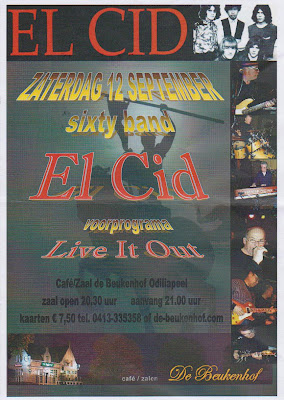 EL CID
ZATERDAG 12 SEPTEMBER
sixty band
El Cid
voorprograma
Live It Out
Café/Zaal de Beukenhof Odiliapeel
zaal open 20.30 uur aanvang 21.00 uur
kaarten € 7,50 tel. 0413-339356 of de-beukenhof.com
café / zalen De Beukenhof